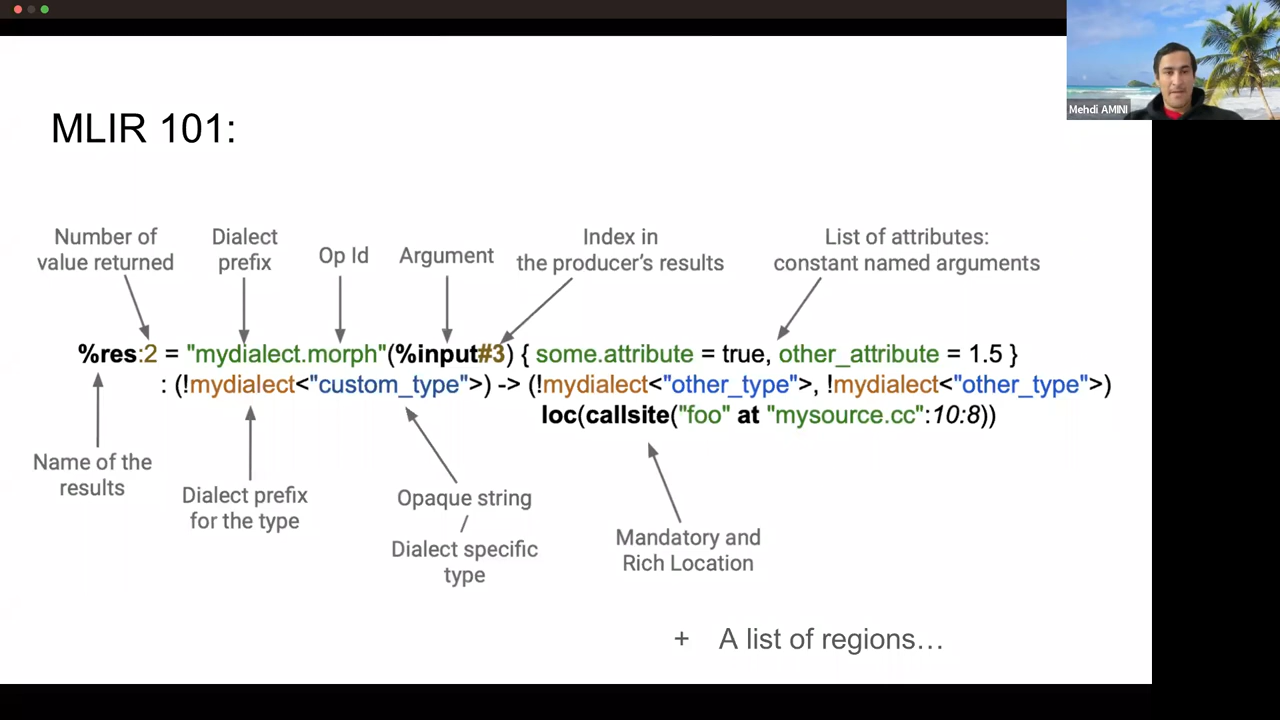 Mehdi AMINI
MLIR 101:
Number of
value returned
Dialect
prefix
Op Id
Argument
Index in
the producer's results
List of attributes:
constant named arguments
%res:2 = "mydialect.morph"(%input#3) { some.attribute = true, other_attribute = 1.5 }
: (!mydialect<"custom_type">) -> (!mydialect<"other_type">, !mydialect<"other_type">)
loc(callsite("foo" at "mysource.cc":10:8))
Name of the
results
Dialect prefix
for the type
Opaque string
/
Dialect specific
type
Mandatory and
Rich Location
+ A list of regions…